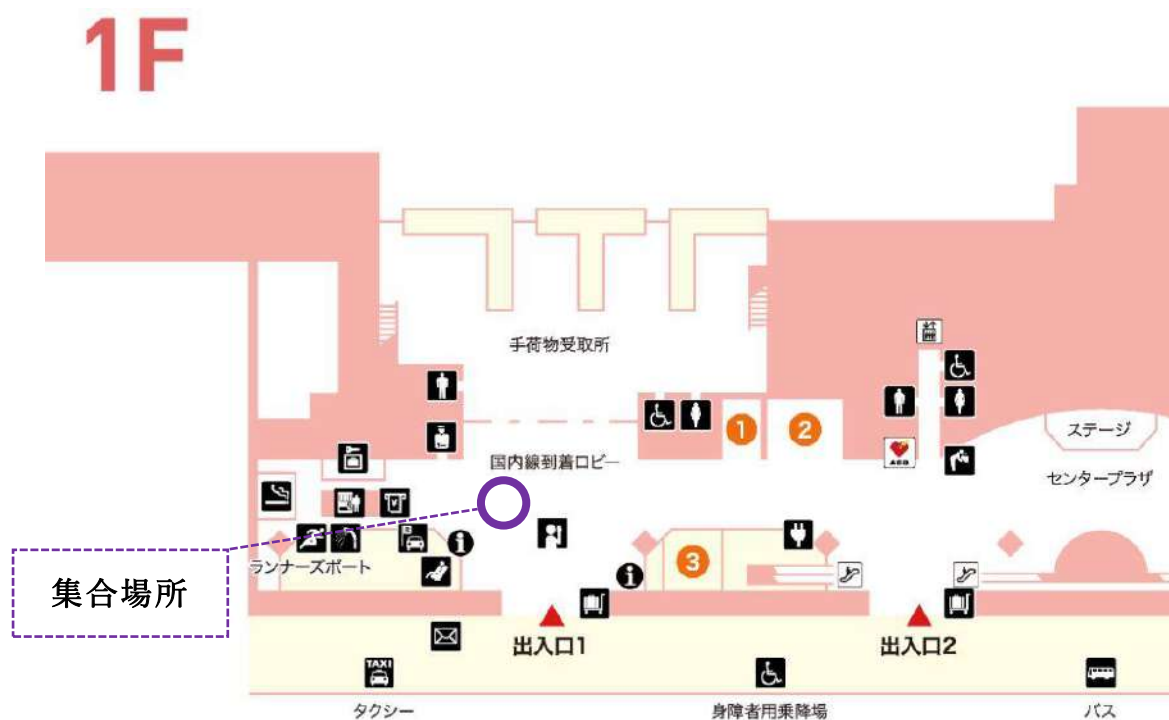 1F
手荷物受取所
国内線到着ロビー
1
2
AED
ステージ
センタープラザ
ランナーズポート
3
集合場所
出入口1
出入口2
TAXI
タクシー
身障者用乗降場
バス